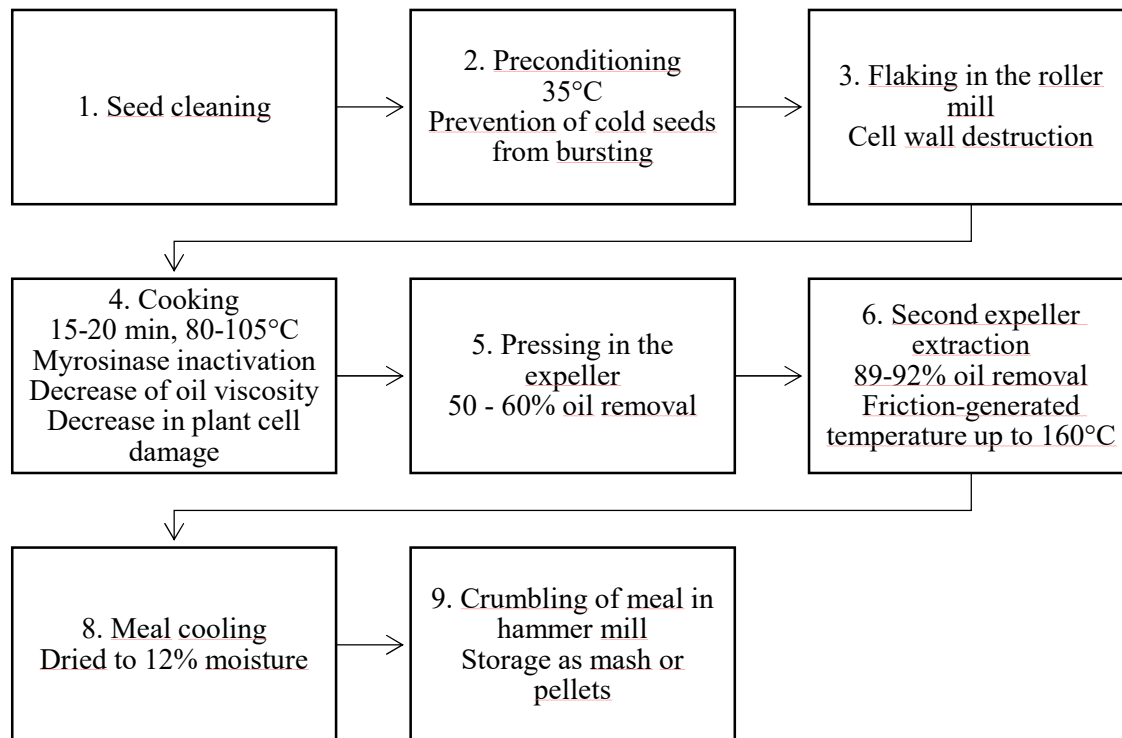 1. Seed cleaning
2. Preconditioning
35°C
Prevention of cold seeds
from bursting
3. Flaking in the roller
mill
Cell wall destruction
4. Cooking
15-20 min, 80-105°C
Myrosinase inactivation
Decrease of oil viscosity
Decrease in plant cell
damage
5. Pressing in the
expeller
50 - 60% oil removal
6. Second expeller
extraction
89-92% oil removal
Friction-generated
temperature up to 160°C
8. Meal cooling
Dried to 12% moisture
9. Crumbling of meal in
hammer mill
Storage as mash or
pellets